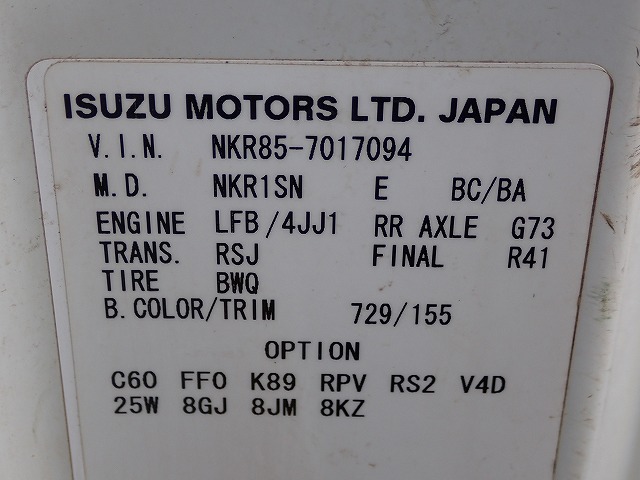 ISUZU MOTORS LTD. JAPAN
V.I.N. NKR85-7017094
M.D. NKR1SN E BC/BA
ENGINE LFB/4JJ1 RR AXLE G73
TRANS. RSJ FINAL R41
TIRE BWQ
B.COLOR/TRIM 729/155
OPTION
C60 FF0 K89 RPV RS2 V4D
25W 8GJ 8JM 8KZ